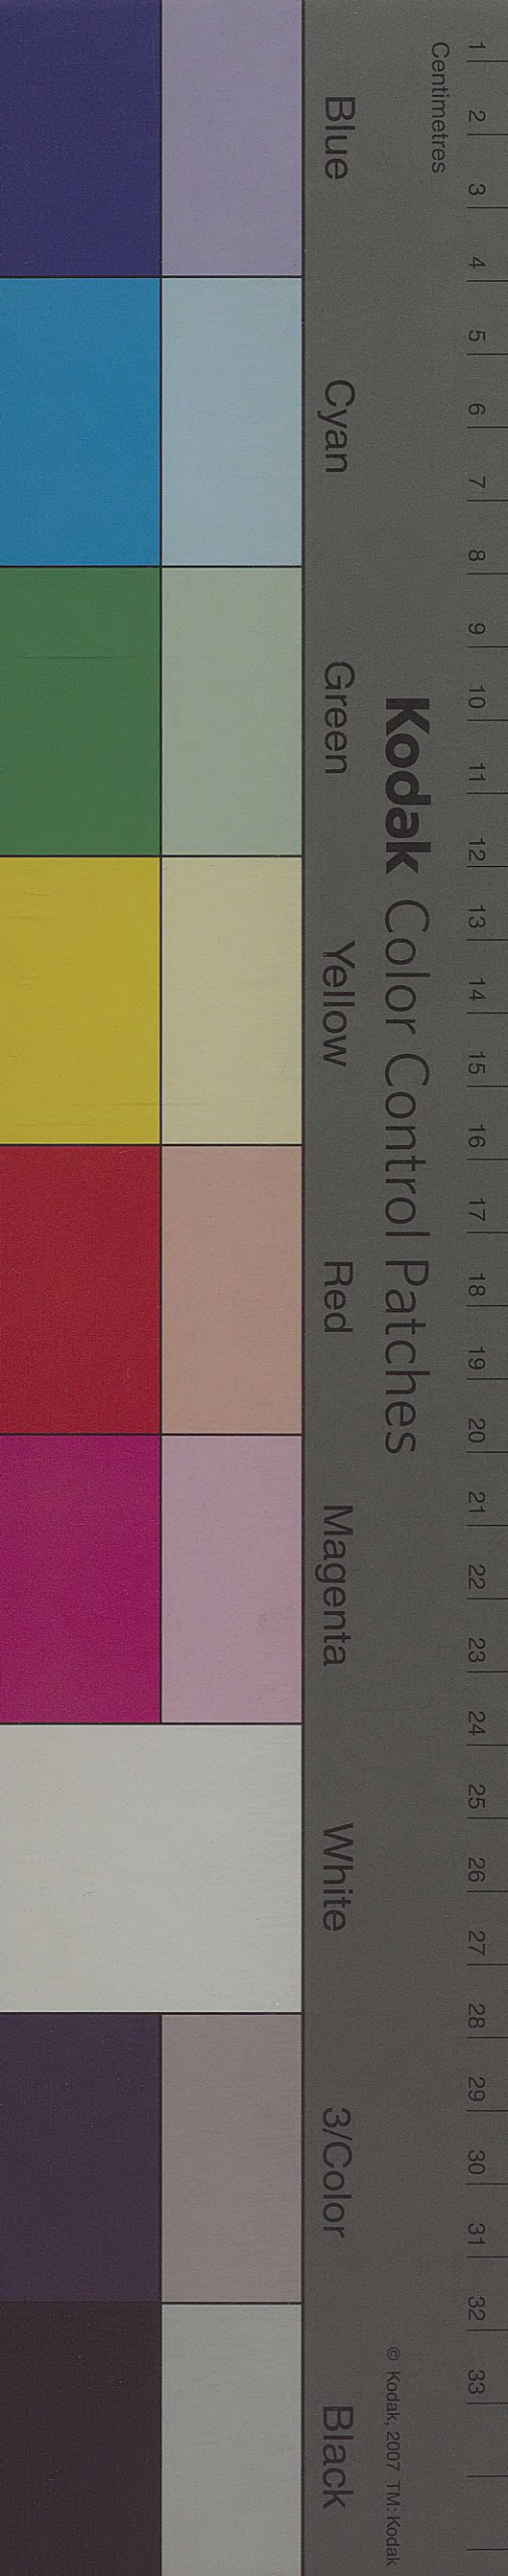 Centimetres
1 2 3 4 5 6 7 8 9 10 11 12 13 14 15 16 17 18 19 20 21 22 23 24 25 26 27 28 29 30 31 32 33
Kodak Color Control Patches
© Kodak, 2007 TM: Kodak
Blue Cyan Green Yellow Red Magenta White 3/Color Black